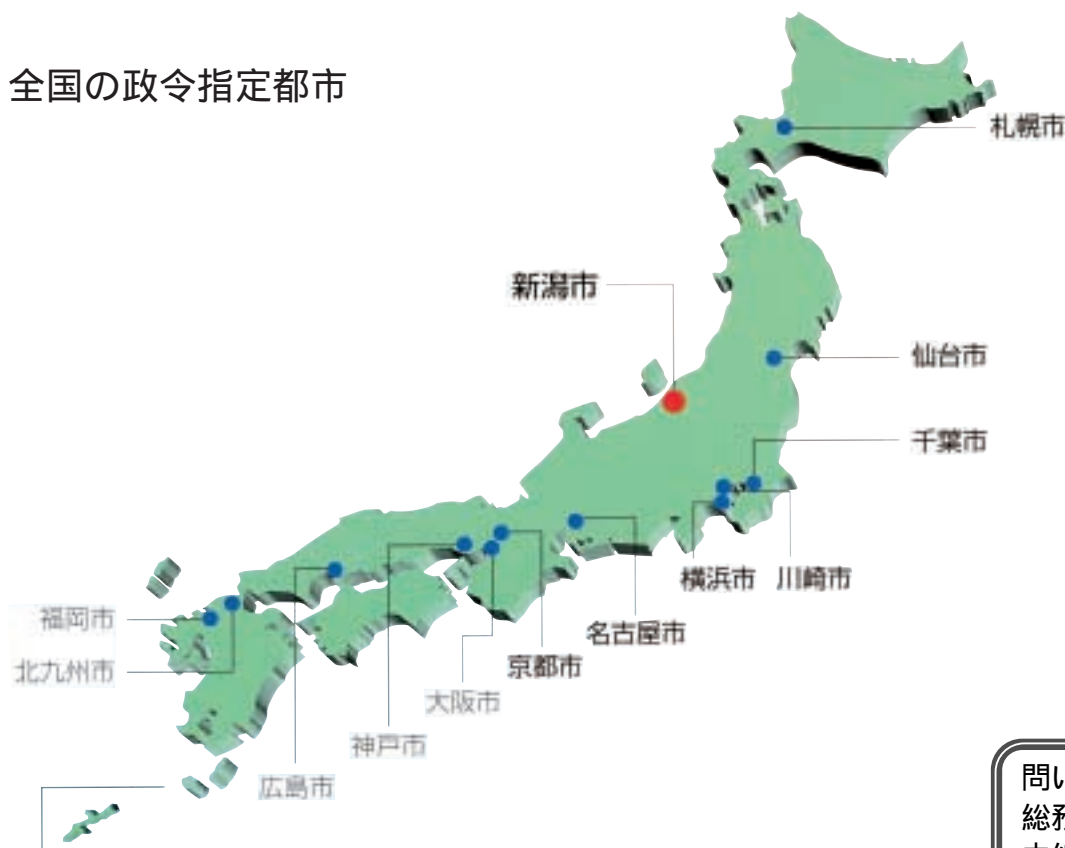 全国の政令指定都市
札幌市
新潟市
仙台市
千葉市
横浜市
川崎市
名古屋市
京都市
大阪市
神戸市
広島市
福岡市
北九州市
問い
総務